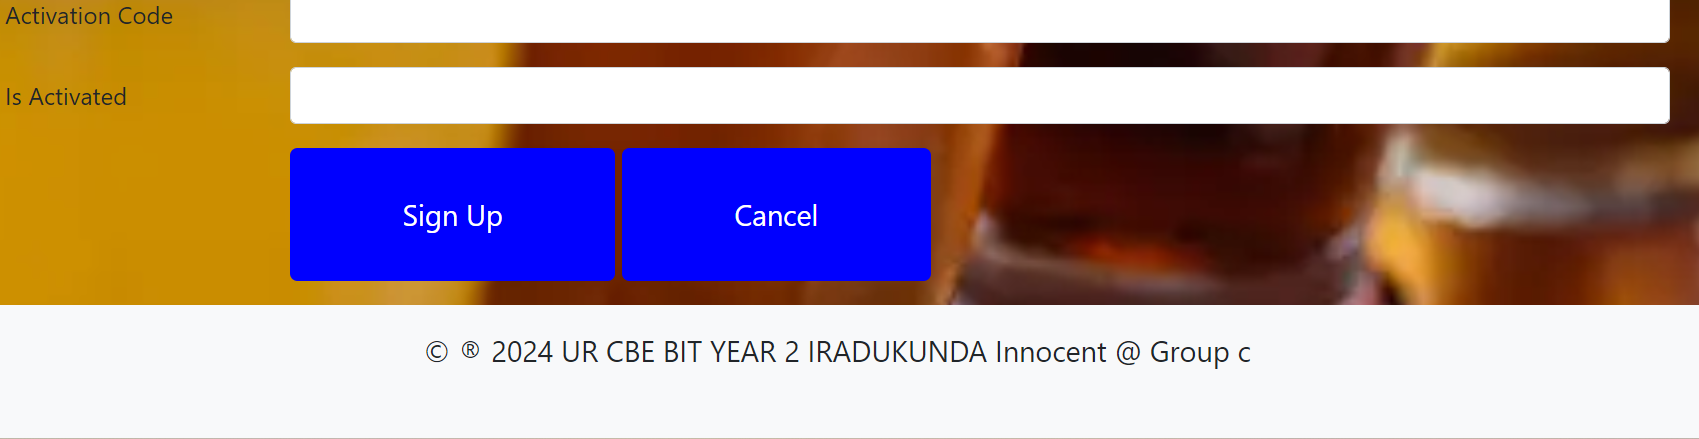 Activation Code
Is Activated
Sign Up
Cancel
© ® 2024 UR CBE BIT YEAR 2 IRADUKUNDA Innocent @ Group c